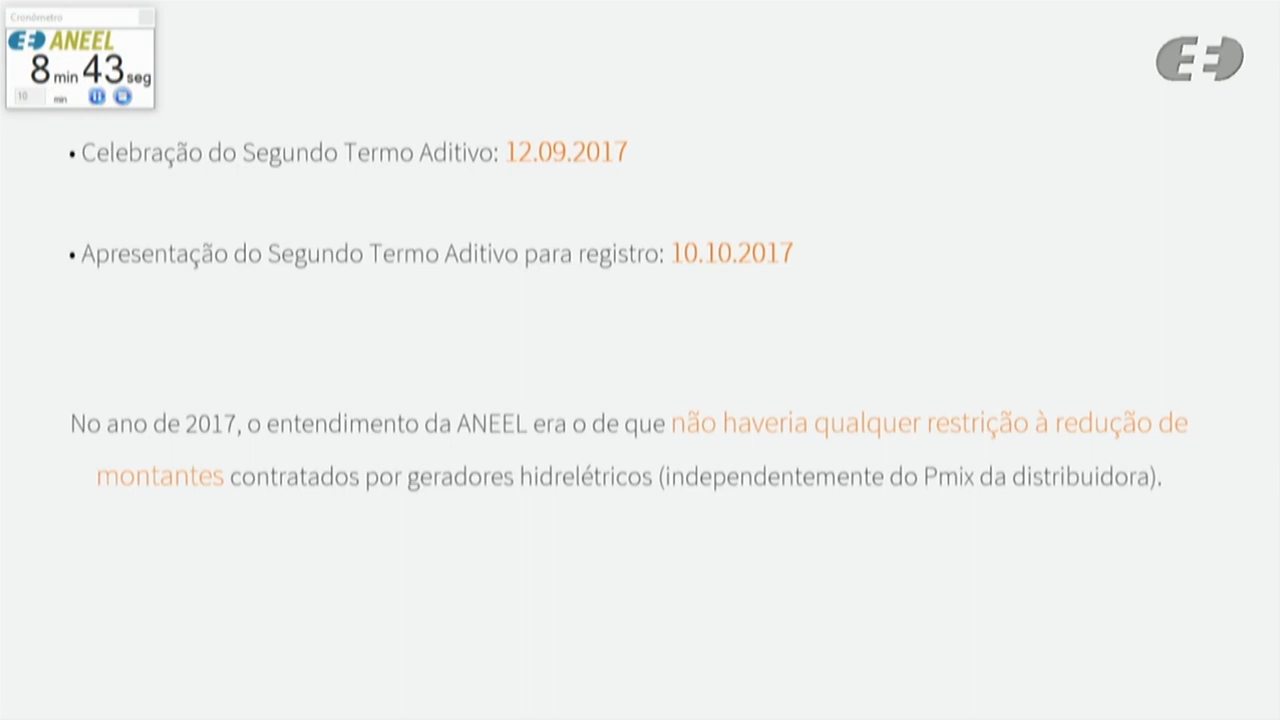 Cronômetro
ANEEL
8 min 43 seg
10 min
• Celebração do Segundo Termo Aditivo: 12.09.2017
• Apresentação do Segundo Termo Aditivo para registro: 10.10.2017
No ano de 2017, o entendimento da ANEEL era o de que não haveria qualquer restrição à redução de
montantes contratados por geradores hidrelétricos (independentemente do Pmix da distribuidora).